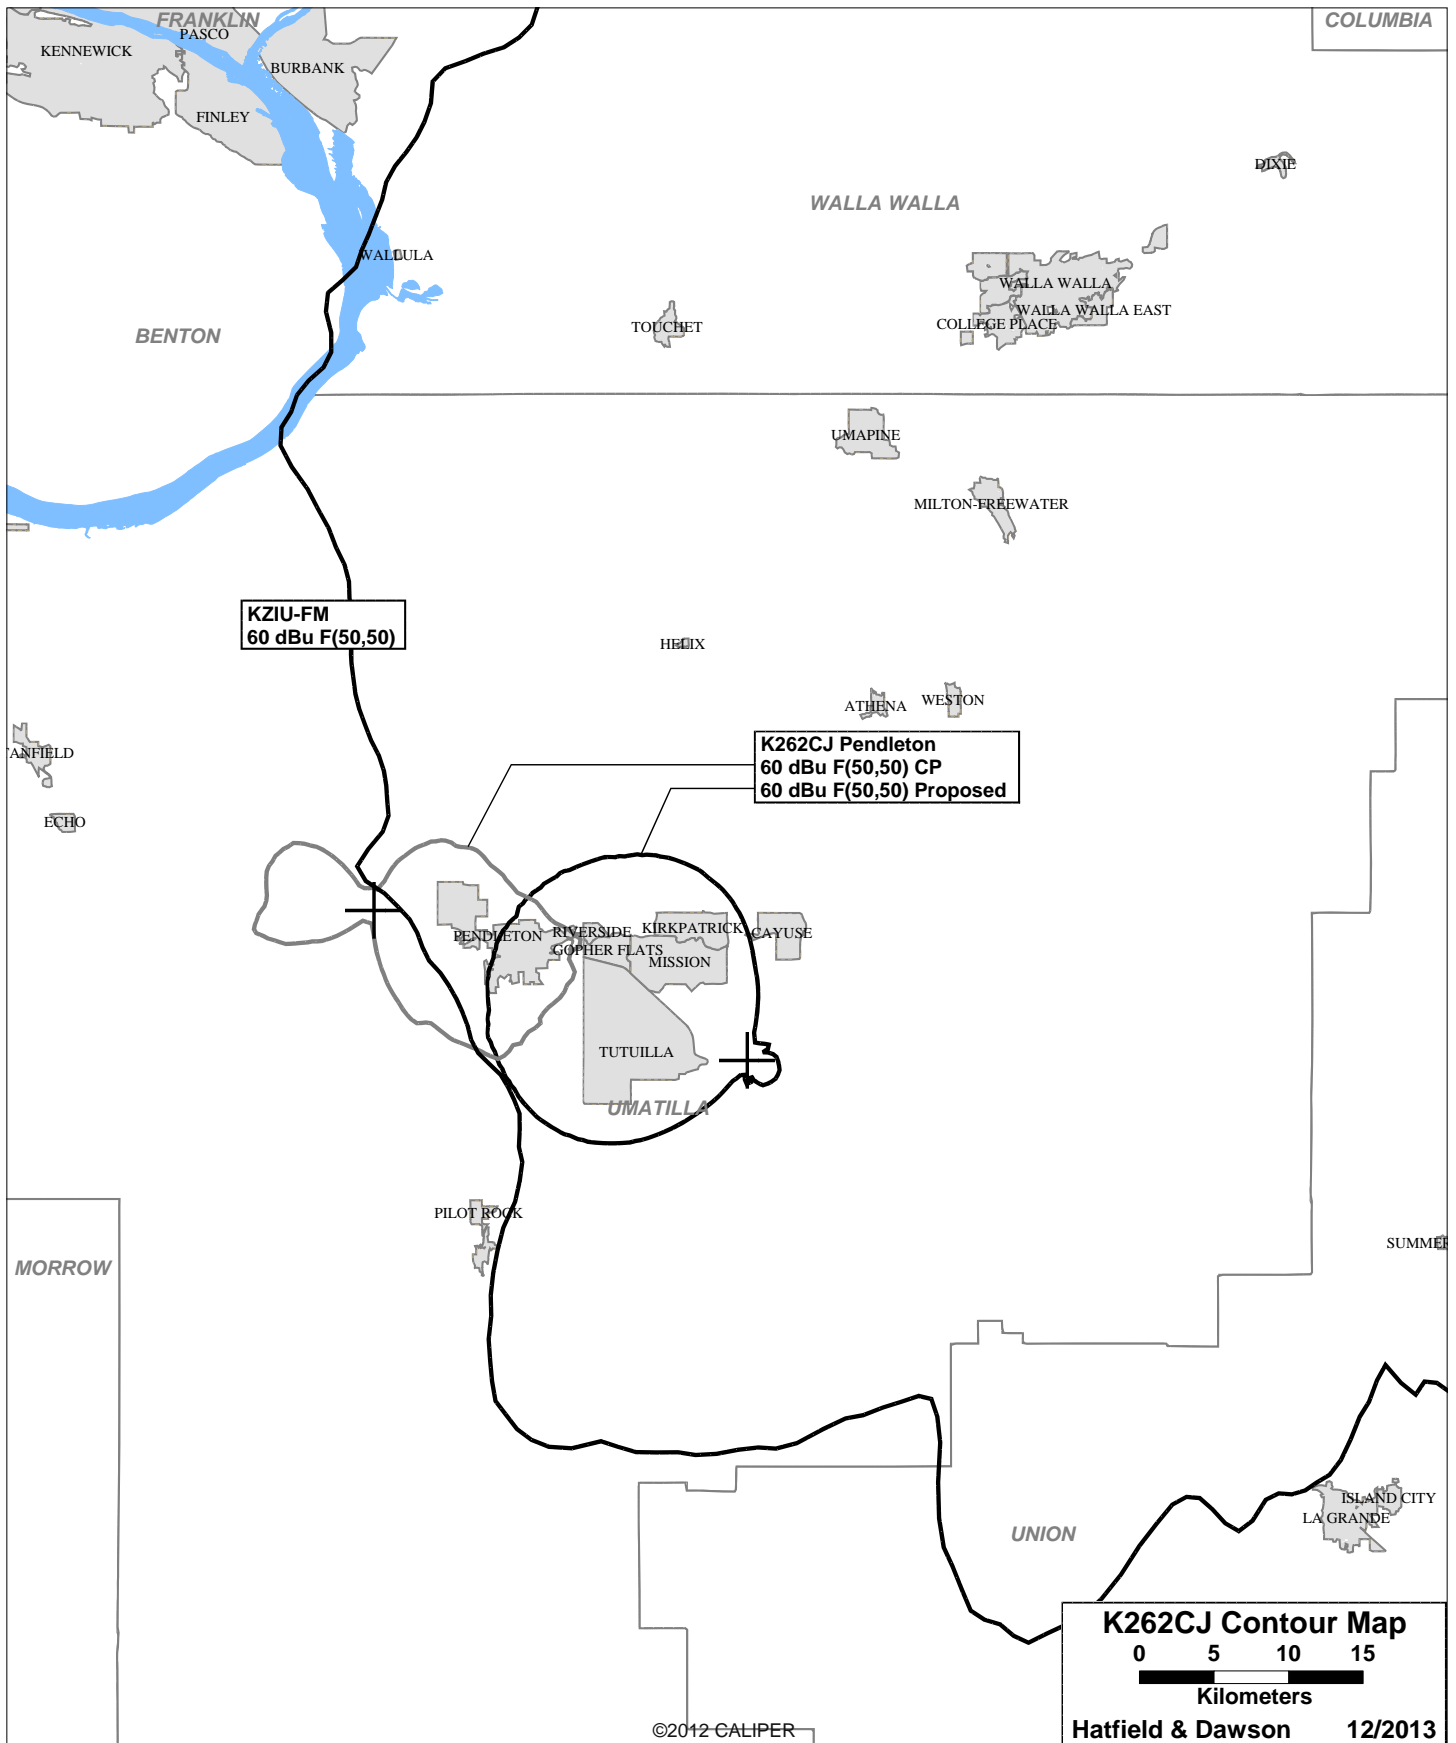 FRANKLIN
COLUMBIA
PASCO
KENNEWICK
BURBANK
FINLEY
DIXIE
WALLA WALLA
WALLULA
WALLA WALLA
WALLA WALLA EAST
COLLEGE PLACE
TOUCHET
BENTON
UMAPINE
MILTON-FREEWATER
KZIU-FM
60 dBu F(50,50)
HELIX
ATHENA
WESTON
K262CJ Pendleton
60 dBu F(50,50) CP
60 dBu F(50,50) Proposed
TANFIELD
ECHO
PENDLETON
RIVERSIDE
KIRKPATRICK
CAYUSE
GOPHER FLATS
MISSION
TUTUILLA
UMATILLA
PILOT ROCK
MORROW
SUMMER
ISLAND CITY
LA GRANDE
UNION
K262CJ Contour Map
0 5 10 15
Kilometers
Hatfield & Dawson 12/2013
©2012 CALIPER